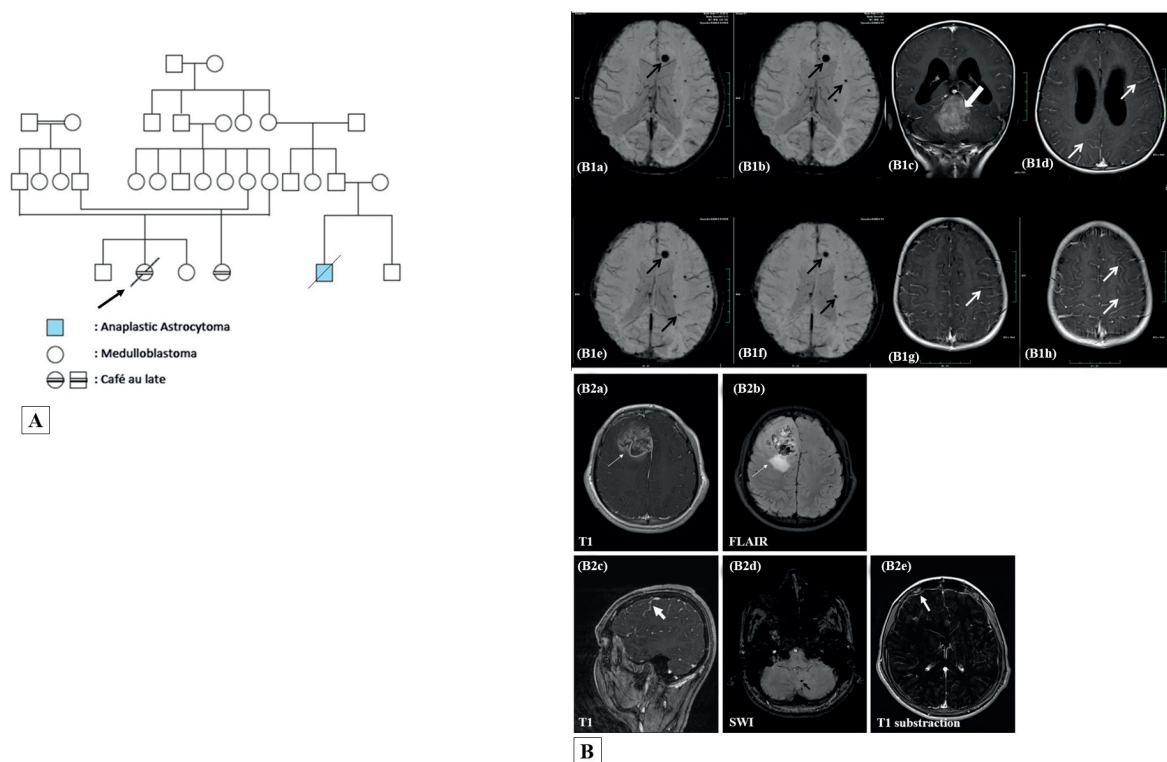 : Anaplastic Astrocytoma
: Medulloblastoma
: Café au late
A
(B1a)
(B1b)
(B1c)
(B1d)
(B1e)
(B1f)
(B1g)
(B1h)
(B2a)
(B2b)
T1
FLAIR
(B2c)
(B2d)
(B2e)
T1
SWI
T1 substraction
B